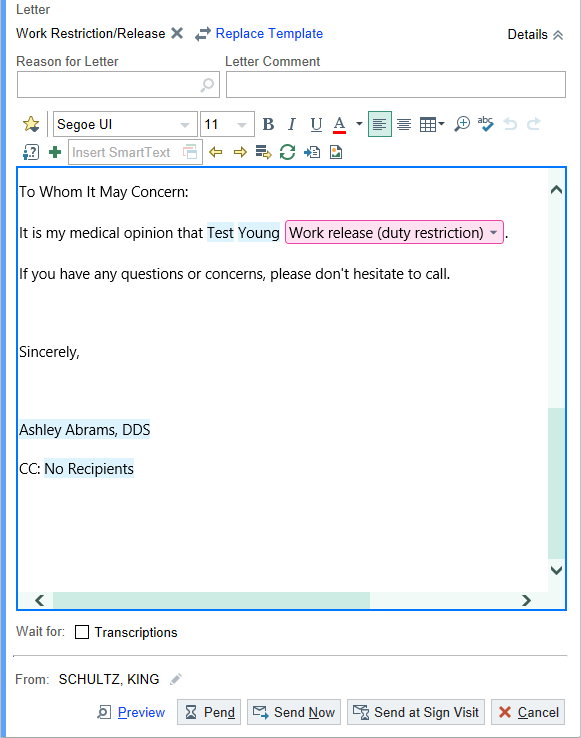 Letter
Work Restriction/Release Replace Template Details
Reason for Letter Letter Comment
Segoe UI 11 B I U A abc
Insert SmartText
To Whom It May Concern:
It is my medical opinion that Test Young Work release (duty restriction) .
If you have any questions or concerns, please don't hesitate to call.
Sincerely,
Ashley Abrams, DDS
CC: No Recipients
Wait for: Transcriptions
From: SCHULTZ, KING
Preview Pend Send Now Send at Sign Visit Cancel